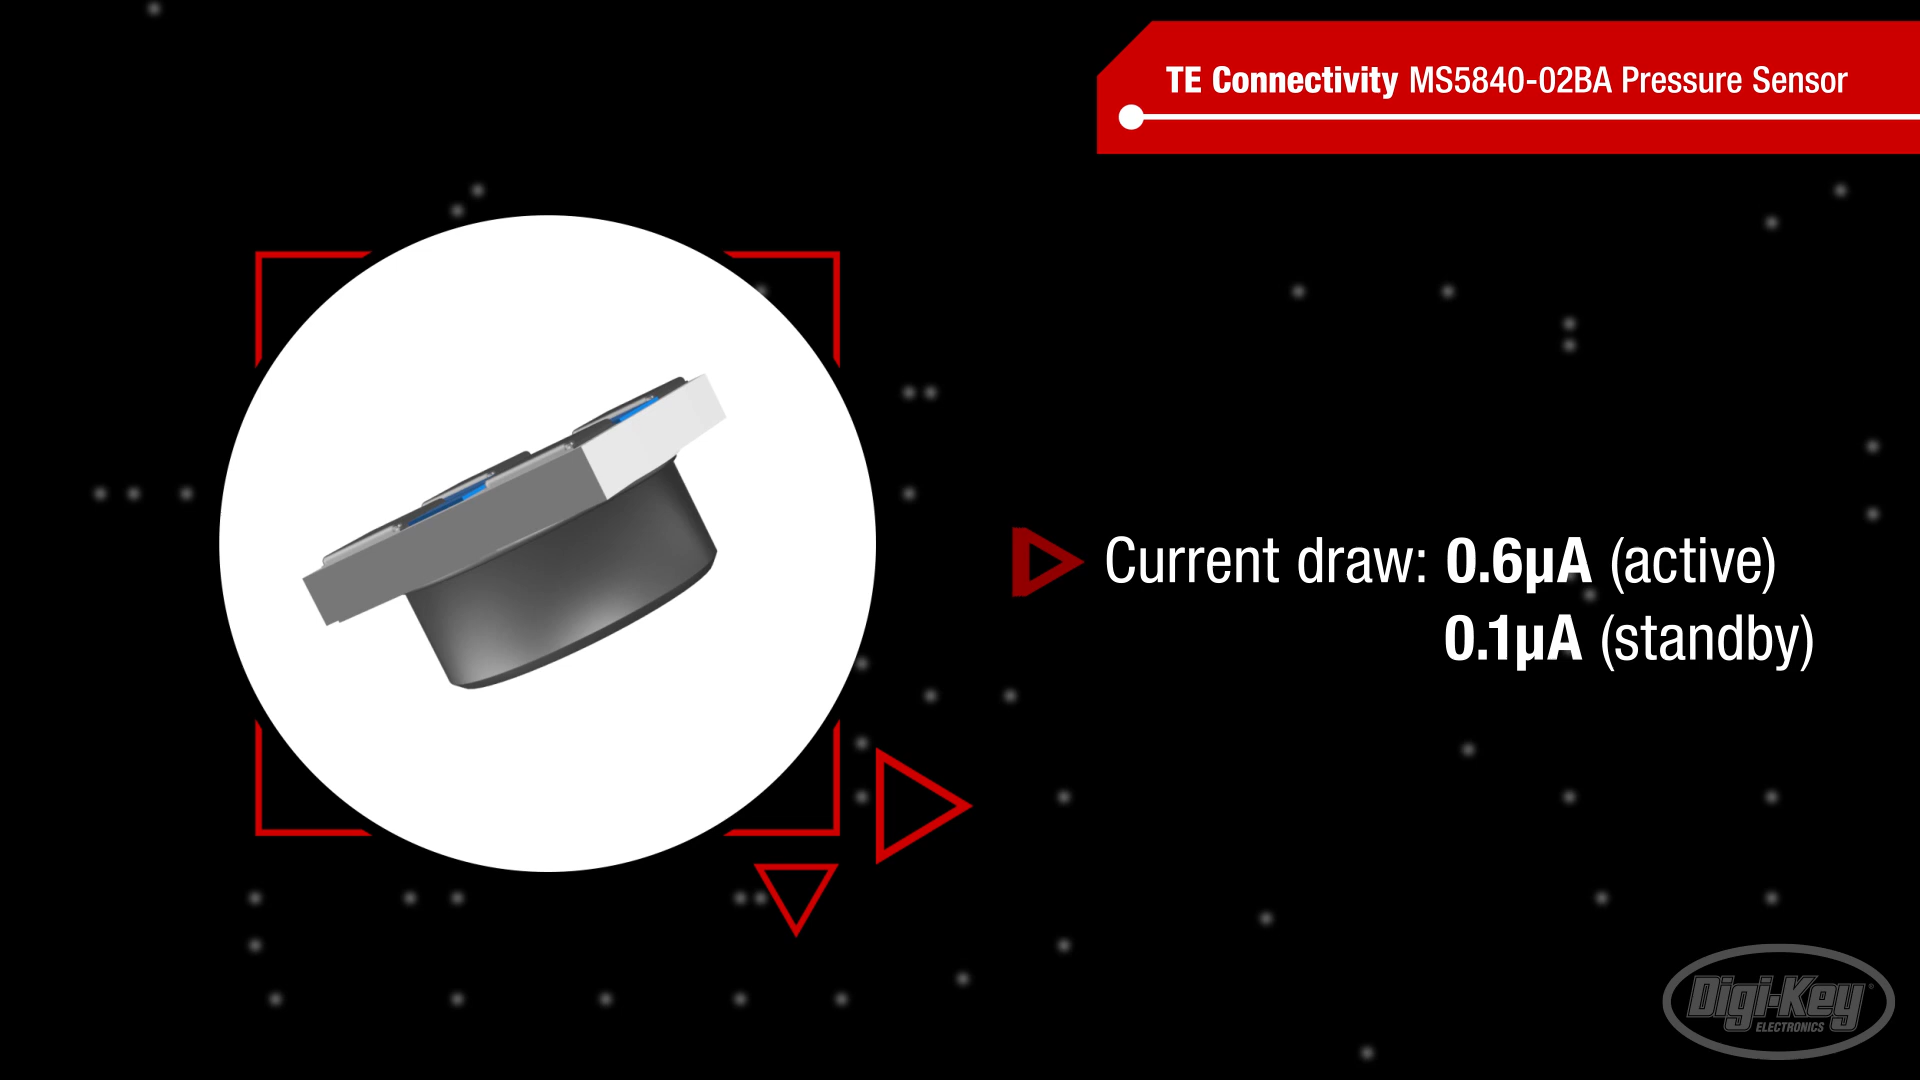 TE Connectivity MS5840-02BA Pressure Sensor
Current draw: 0.6µA (active)
0.1µA (standby)
Digi-Key
ELECTRONICS